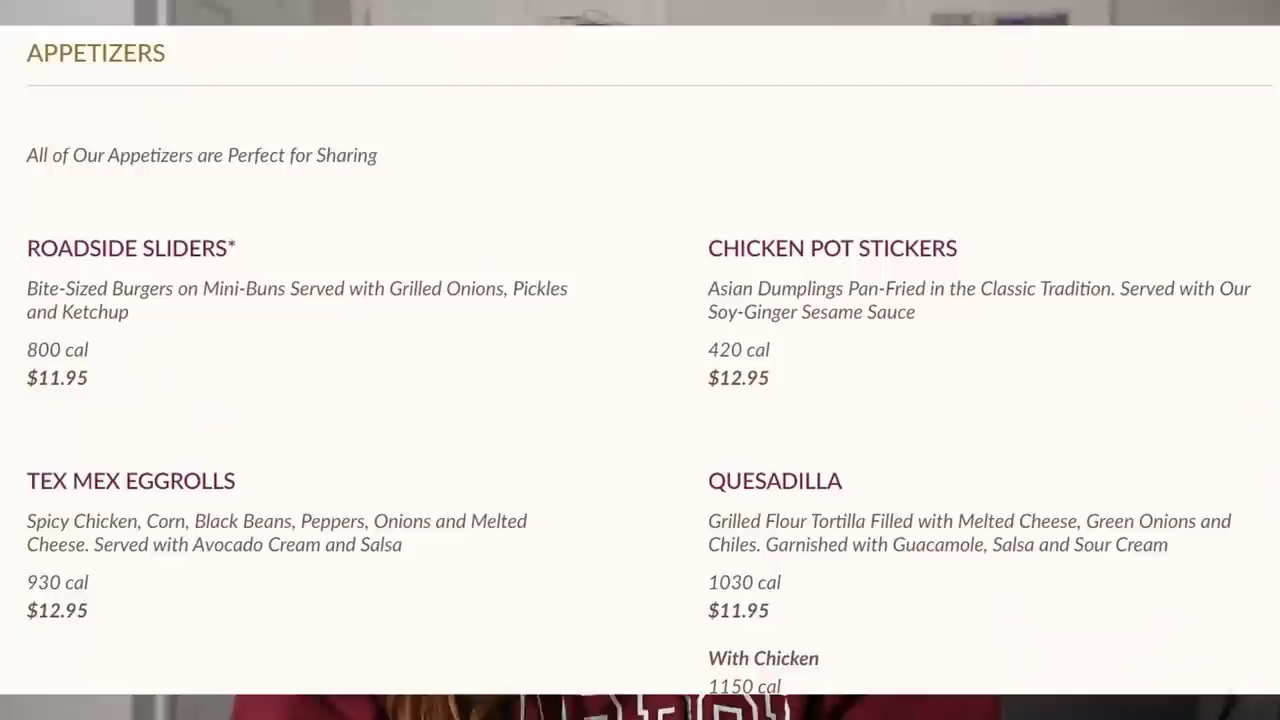 APPETIZERS
All of Our Appetizers are Perfect for Sharing
ROADSIDE SLIDERS*
Bite-Sized Burgers on Mini-Buns Served with Grilled Onions, Pickles
and Ketchup
800 cal
$11.95
CHICKEN POT STICKERS
Asian Dumplings Pan-Fried in the Classic Tradition. Served with Our
Soy-Ginger Sesame Sauce
420 cal
$12.95
TEX MEX EGGROLLS
Spicy Chicken, Corn, Black Beans, Peppers, Onions and Melted
Cheese. Served with Avocado Cream and Salsa
930 cal
$12.95
QUESADILLA
Grilled Flour Tortilla Filled with Melted Cheese, Green Onions and
Chiles. Garnished with Guacamole, Salsa and Sour Cream
1030 cal
$11.95
With Chicken
1150 cal